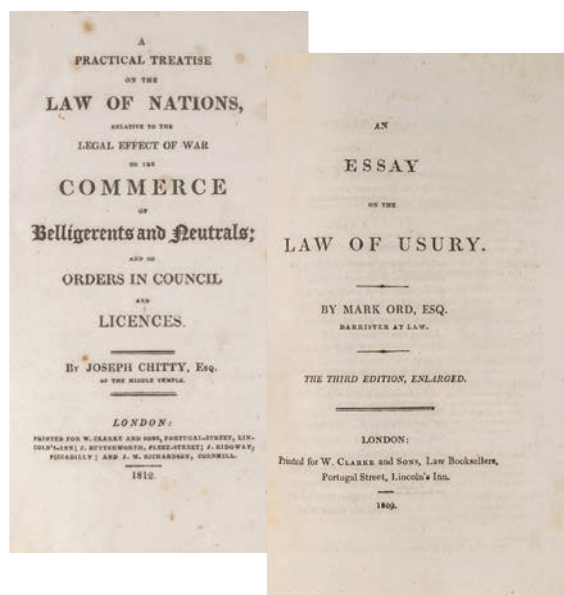 A
PRACTICAL TREATISE
ON THE
LAW OF NATIONS,
RELATIVE TO THE
LEGAL EFFECT OF WAR
ON THE
COMMERCE
OF
Belligerents and Neutrals;
AND ON
ORDERS IN COUNCIL
AND
LICENCES.
BY JOSEPH CHITTY, ESQ.
OF THE MIDDLE TEMPLE.
LONDON:
PRINTED FOR W. CLARKE AND SONS, PORTUGAL-STREET, LIN-
COLN'S-INN; J. BUTTERWORTH, FLEET-STREET; J. RIDGWAY,
PICCADILLY; AND J. M. RICHARDSON, CORNHILL.
1812.
AN
ESSAY
ON THE
LAW OF USURY.
BY MARK ORD, ESQ.
BARRISTER AT LAW.
THE THIRD EDITION, ENLARGED.
LONDON:
Printed for W. CLARKE and SONS, Law Booksellers,
Portugal Street, Lincoln's Inn.
1809.